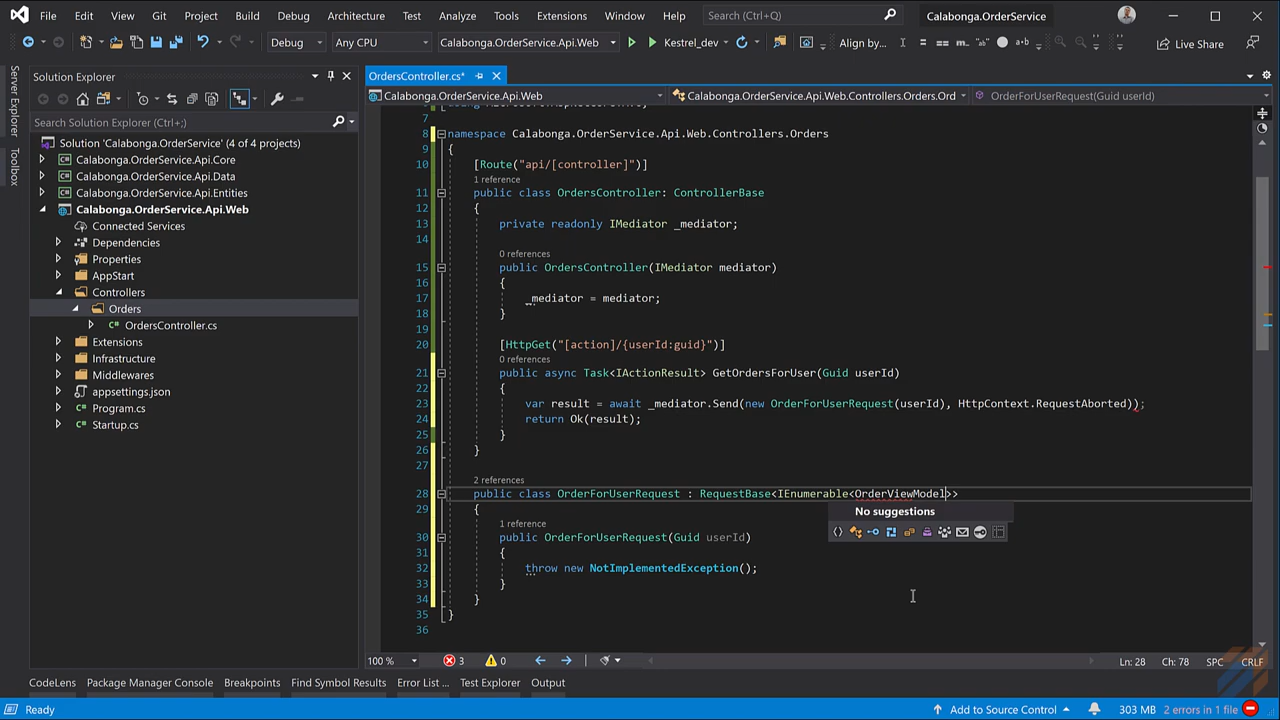 File Edit View Git Project Build Debug Architecture Test Analyze Tools Extensions Window Help Search (Ctrl+Q) Calabonga.OrderService
Debug Any CPU Calabonga.OrderService.Api.Web Kestrel_dev Align by... Live Share
Server Explorer
Toolbox
Solution Explorer
Search Solution Explorer (Ctrl+;)
Solution 'Calabonga.OrderService' (4 of 4 projects)
Calabonga.OrderService.Api.Core
Calabonga.OrderService.Api.Data
Calabonga.OrderService.Api.Entities
Calabonga.OrderService.Api.Web
Connected Services
Dependencies
Properties
AppStart
Controllers
Orders
OrdersController.cs
Extensions
Infrastructure
Middlewares
appsettings.json
Program.cs
Startup.cs
OrdersController.cs*
Calabonga.OrderService.Api.Web Calabonga.OrderService.Api.Web.Controllers.Orders.Ord OrderForUserRequest(Guid userId)
7
8 namespace Calabonga.OrderService.Api.Web.Controllers.Orders
9 {
10 [Route("api/[controller]")]
1 reference
11 public class OrdersController: ControllerBase
12 {
13 private readonly IMediator _mediator;
14
0 references
15 public OrdersController(IMediator mediator)
16 {
17 _mediator = mediator;
18 }
19
20 [HttpGet("[action]/{userId:guid}")]
0 references
21 public async Task<IActionResult> GetOrdersForUser(Guid userId)
22 {
23 var result = await _mediator.Send(new OrderForUserRequest(userId), HttpContext.RequestAborted));
24 return Ok(result);
25 }
26 }
27
2 references
28 public class OrderForUserRequest : RequestBase<IEnumerable<OrderViewModel>>
No suggestions
29 {
1 reference
30 public OrderForUserRequest(Guid userId)
31 {
32 throw new NotImplementedException();
33 }
34 }
35 }
36
100 % 3 0 Ln: 28 Ch: 78 SPC CRLF
CodeLens Package Manager Console Breakpoints Find Symbol Results Error List ... Test Explorer Output
Ready Add to Source Control 303 MB 2 errors in 1 file